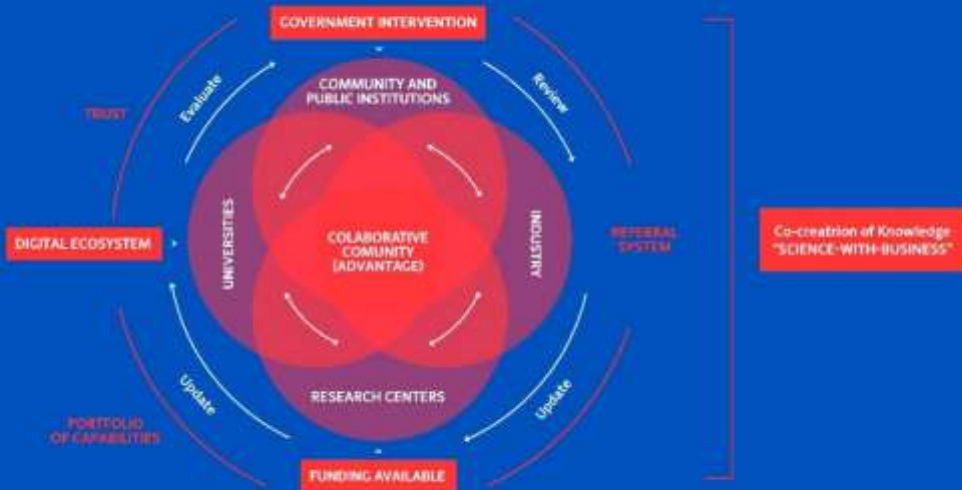 GOVERNMENT INTERVENTION
COMMUNITY AND
PUBLIC INSTITUTIONS
Evaluate
Review
TRUST
UNIVERSITIES
INDUSTRY
DIGITAL ECOSYSTEM
COLABORATIVE
COMUNITY
(ADVANTAGE)
REFERRAL
SYSTEM
Co-creatrion of Knowledge
"SCIENCE-WITH-BUSINESS"
Update
Update
RESEARCH CENTERS
PORTFOLIO
OF CAPABILITIES
FUNDING AVAILABLE